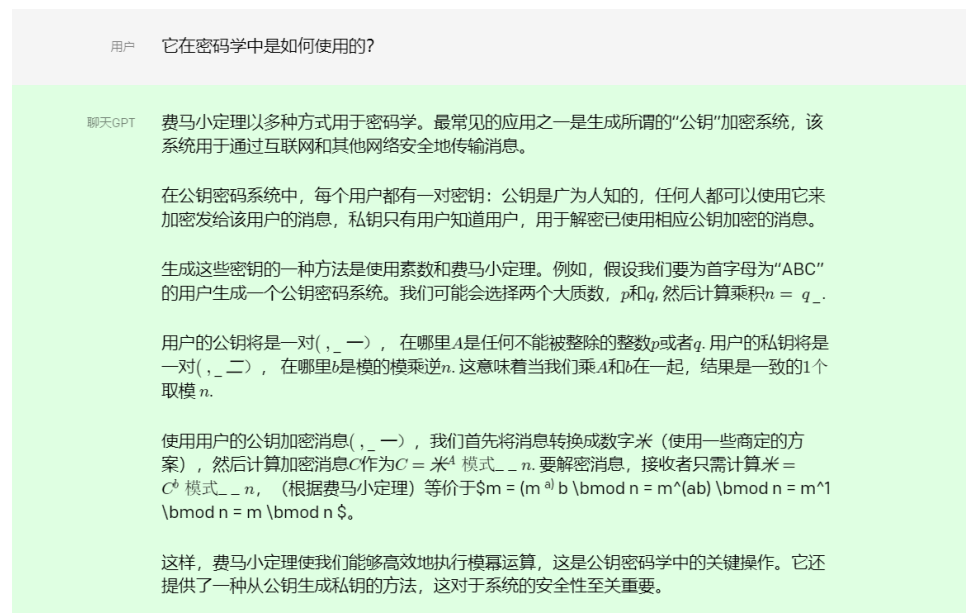 用户 它在密码学中是如何使用的?
聊天GPT 费马小定理以多种方式用于密码学。最常见的应用之一是生成所谓的“公钥”加密系统，该
系统用于通过互联网和其他网络安全地传输消息。
在公钥密码系统中，每个用户都有一对密钥：公钥是广为人知的，任何人都可以使用它来
加密发给该用户的消息，私钥只有用户知道用户，用于解密已使用相应公钥加密的消息。
生成这些密钥的一种方法是使用素数和费马小定理。例如，假设我们要为首字母为“ABC”
的用户生成一个公钥密码系统。我们可能会选择两个大质数，p和q, 然后计算乘积n = q _.
用户的公钥将是一对( , _ 一），在哪里A是任何不能被整除的整数p或者q. 用户的私钥将是
一对( , _ 二），在哪里b是模的模乘逆n. 这意味着当我们乘A和b在一起，结果是一致的1个
取模 n.
使用用户的公钥加密消息( , _ 一），我们首先将消息转换成数字米（使用一些商定的方
案），然后计算加密消息C作为C = 米^A 模式_ _ n. 要解密消息，接收者只需计算米 =
C^b 模式_ _ n，（根据费马小定理）等价于$m = (m ^a) b \bmod n = m^(ab) \bmod n = m^1
\bmod n = m \bmod n $。
这样，费马小定理使我们能够高效地执行模幂运算，这是公钥密码学中的关键操作。它还
提供了一种从公钥生成私钥的方法，这对于系统的安全性至关重要。